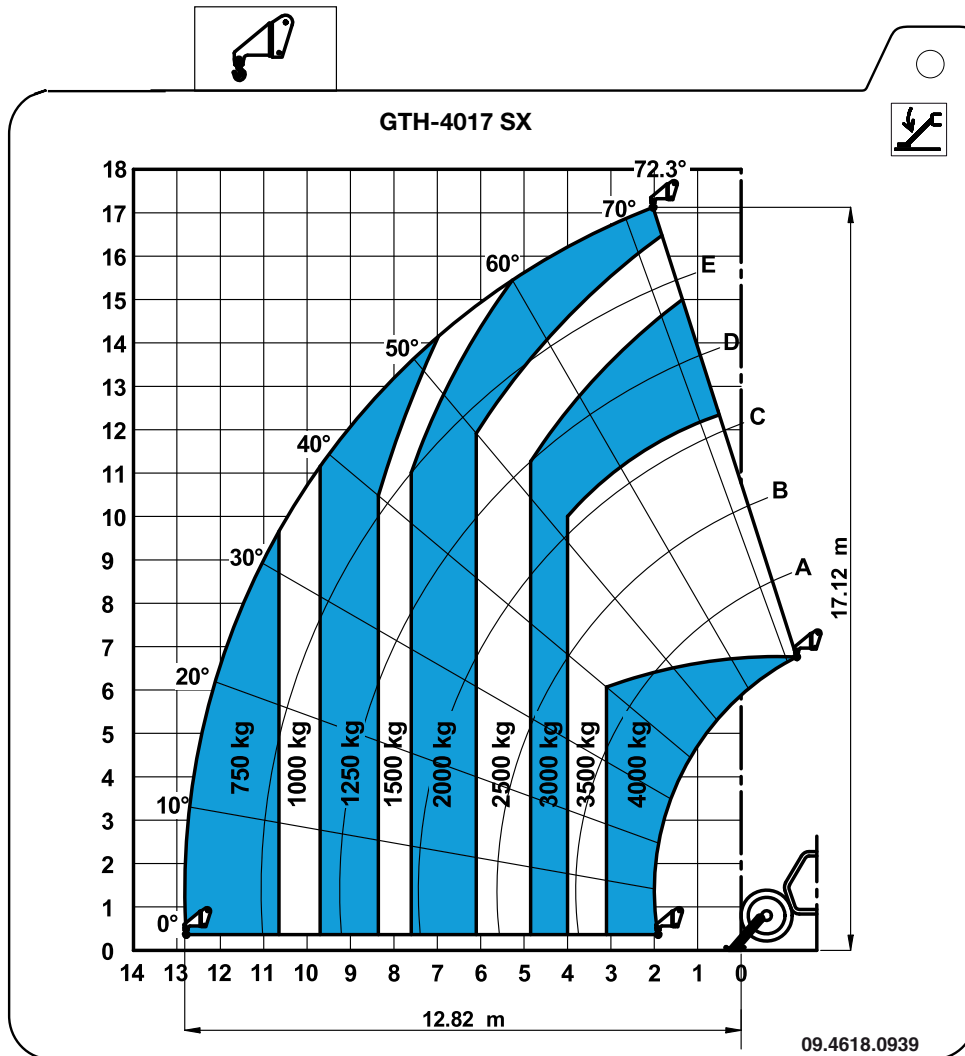 GTH-4017 SX
18
17
16
15
14
13
12
11
10
9
8
7
6
5
4
3
2
1
0
14 13 12 11 10 9 8 7 6 5 4 3 2 1 0
0°
10°
20°
30°
40°
50°
60°
70°
72.3°
E
D
C
B
A
750 kg
1000 kg
1250 kg
1500 kg
2000 kg
2500 kg
3000 kg
3500 kg
4000 kg
17.12 m
12.82 m
09.4618.0939